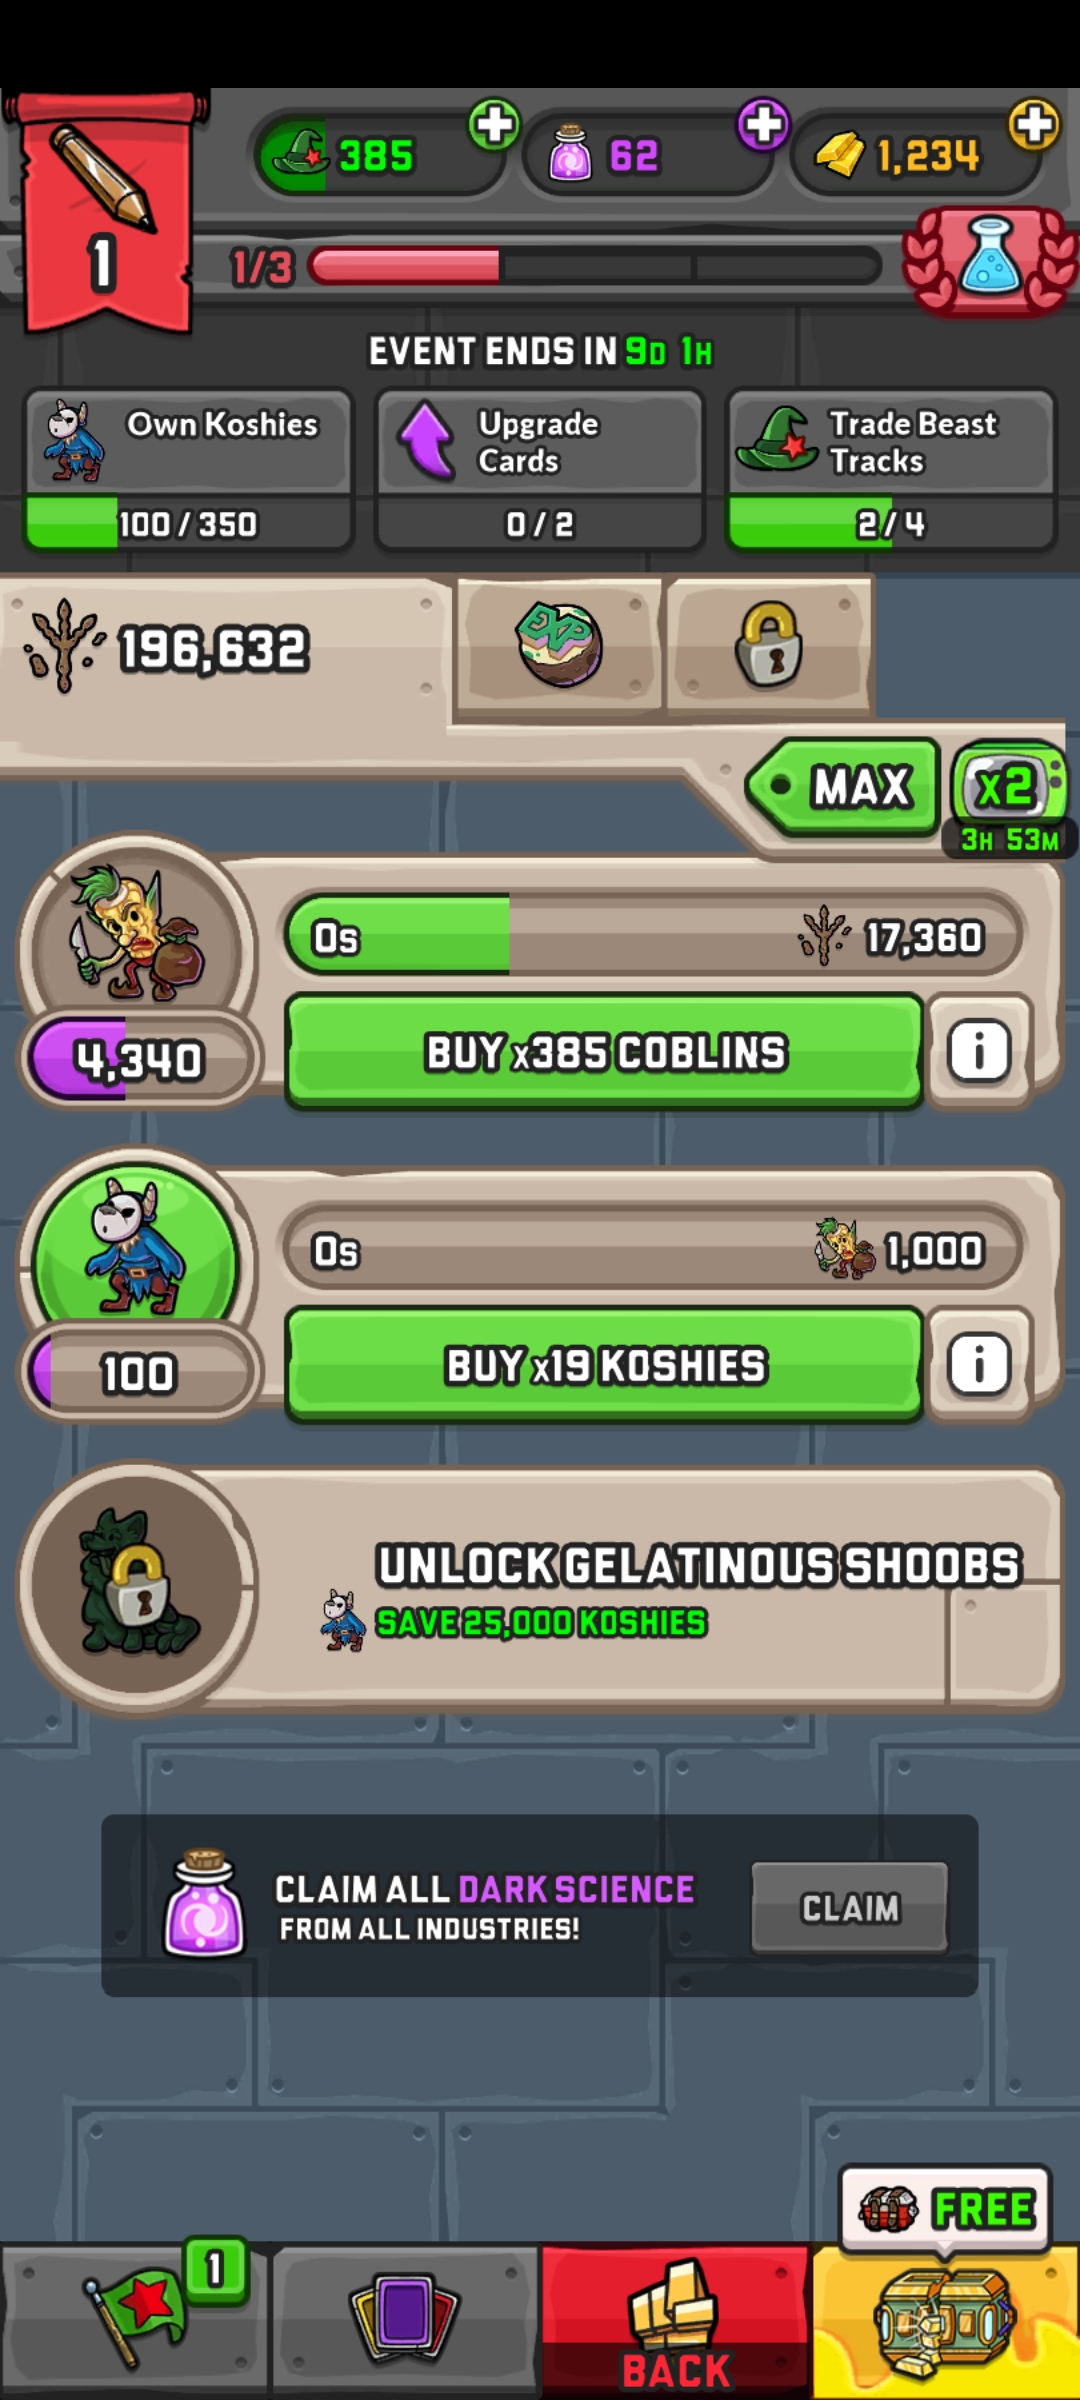 385
62
1,234
1
1/3
EVENT ENDS IN 9D 1H
Own Koshies
100 / 350
Upgrade
Cards
0 / 2
Trade Beast
Tracks
2 / 4
196,632
EXP
MAX
x2
3H 53M
0s
17,360
4,340
BUY x385 COBLINS
i
0s
1,000
100
BUY x19 KOSHIES
i
UNLOCK GELATINOUS SHOOBS
SAVE 25,000 KOSHIES
CLAIM ALL DARK SCIENCE
FROM ALL INDUSTRIES!
CLAIM
FREE
1
BACK